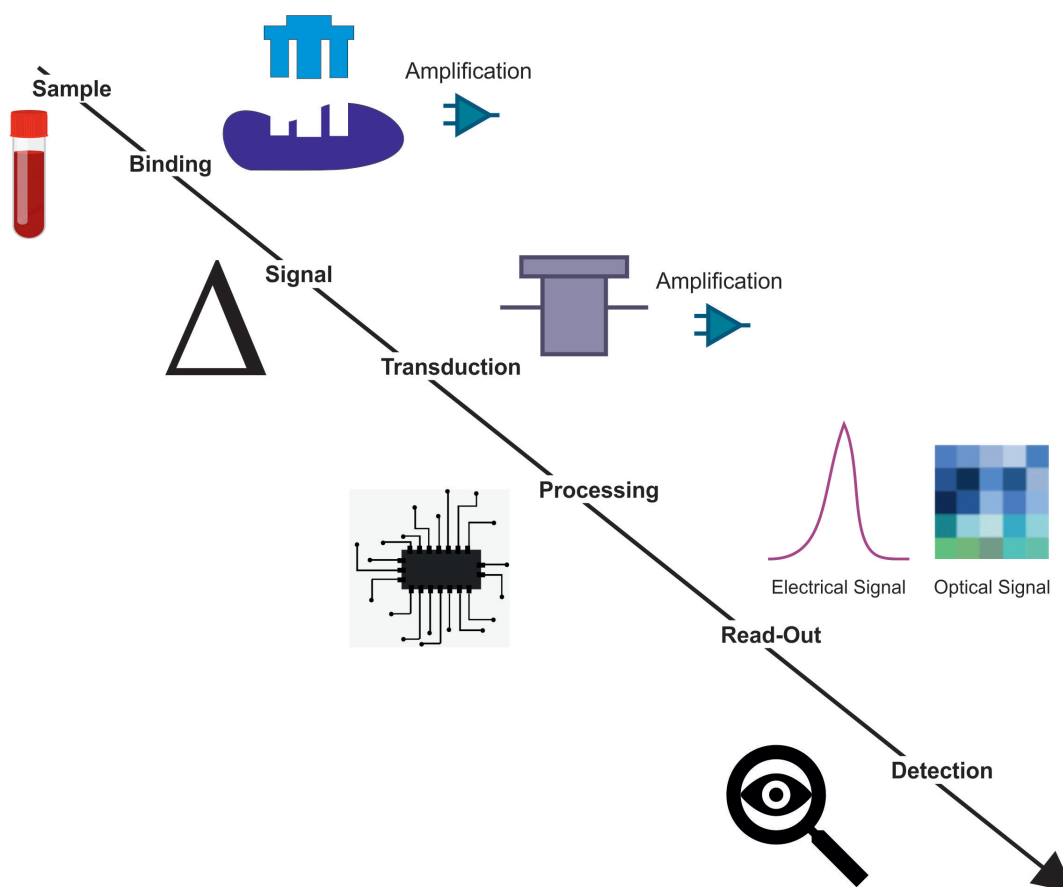 Amplification
Sample
Binding
Signal
Amplification
Transduction
Processing
Electrical Signal
Optical Signal
Read-Out
Detection